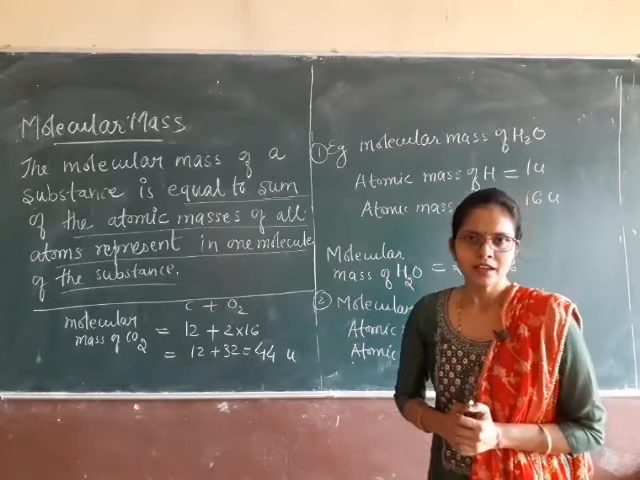 Molecular Mass
The molecular mass of a
substance is equal to sum
of the atomic masses of all
atoms represent in one molecule
of the substance.
C + O2
molecular
mass of CO2
= 12 + 2×16
= 12 + 32 = 44 u
① Eg molecular mass of H2O
Atomic mass of H = 1u
Atomic mass 16 u
Molecular
mass of H2O =
② Molecular
Atomic
Atomic